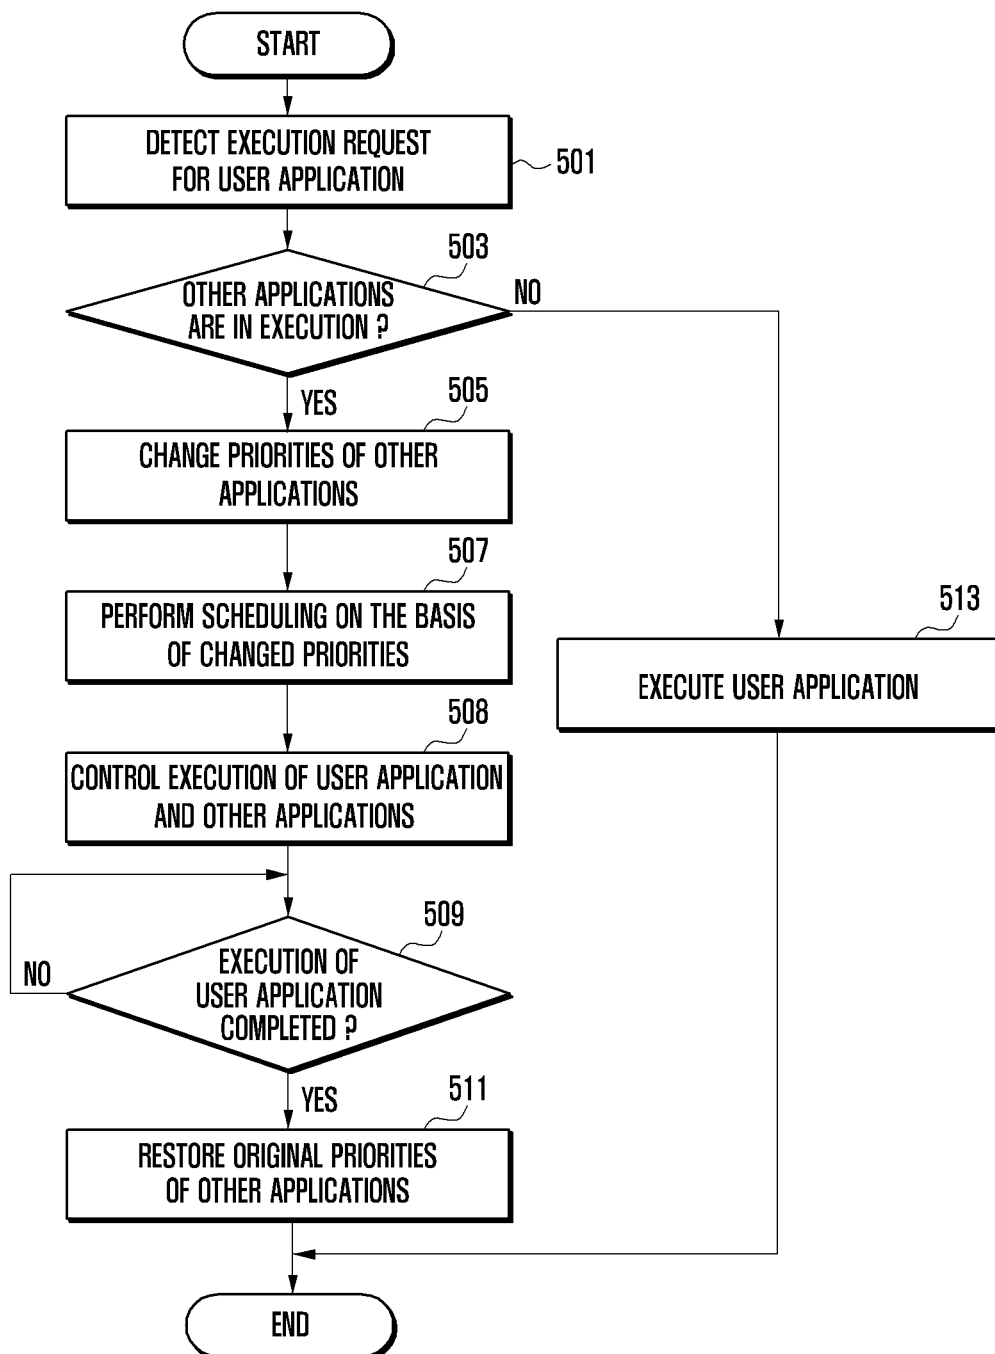 START
DETECT EXECUTION REQUEST
FOR USER APPLICATION
501
503
OTHER APPLICATIONS
ARE IN EXECUTION ?
NO
YES
505
CHANGE PRIORITIES OF OTHER
APPLICATIONS
507
PERFORM SCHEDULING ON THE BASIS
OF CHANGED PRIORITIES
513
EXECUTE USER APPLICATION
508
CONTROL EXECUTION OF USER APPLICATION
AND OTHER APPLICATIONS
509
EXECUTION OF
USER APPLICATION
COMPLETED ?
NO
YES
511
RESTORE ORIGINAL PRIORITIES
OF OTHER APPLICATIONS
END